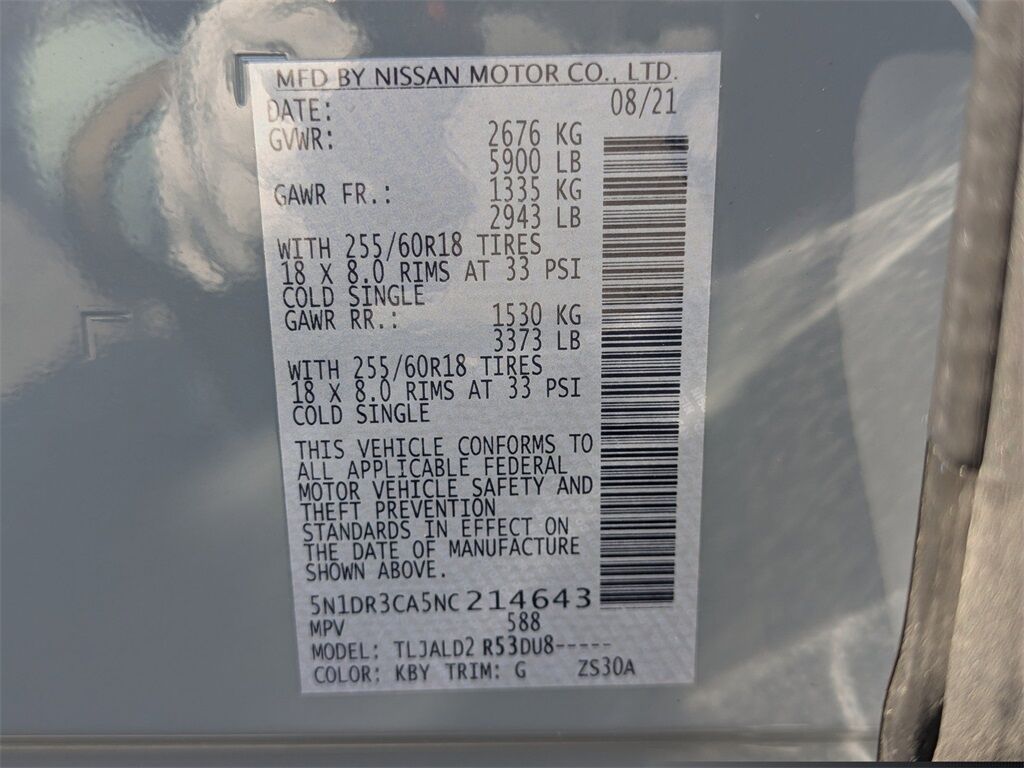 MFD BY NISSAN MOTOR CO., LTD.
DATE: 08/21
GVWR: 2676 KG
5900 LB
GAWR FR.: 1335 KG
2943 LB
WITH 255/60R18 TIRES
18 X 8.0 RIMS AT 33 PSI
COLD SINGLE
GAWR RR.: 1530 KG
3373 LB
WITH 255/60R18 TIRES
18 X 8.0 RIMS AT 33 PSI
COLD SINGLE
THIS VEHICLE CONFORMS TO
ALL APPLICABLE FEDERAL
MOTOR VEHICLE SAFETY AND
THEFT PREVENTION
STANDARDS IN EFFECT ON
THE DATE OF MANUFACTURE
SHOWN ABOVE.
5N1DR3CA5NC214643
MPV 588
MODEL: TLJALD2 R53DU8-----
COLOR: KBY TRIM: G ZS30A